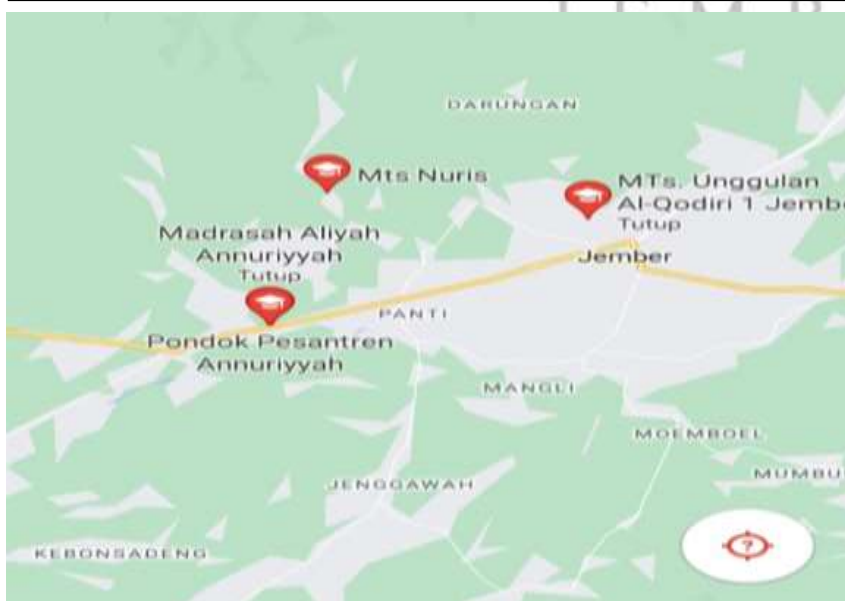 DARUNGAN
Mts Nuris
MTs. Unggulan
Al-Qodiri 1 Jembe
Tutup
Madrasah Aliyah
Annuriyyah
Tutup
Jember
PANTI
Pondok Pesantren
Annuriyyah
MANGLI
MOEMBOEL
MUMBU
JENGGAWAH
KEBONSADENG
?